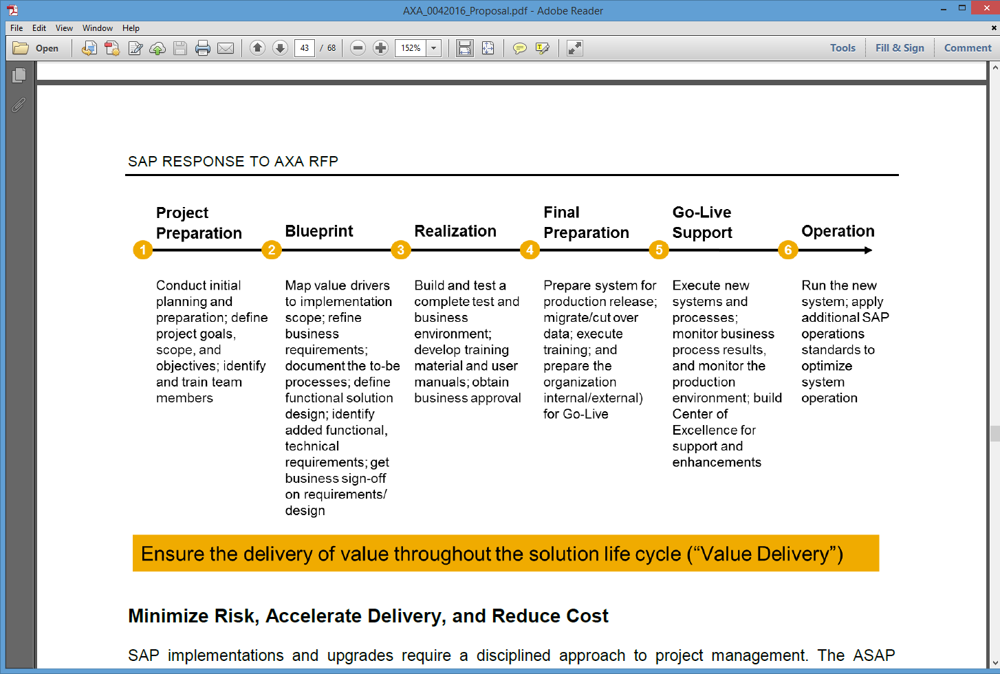 AXA_0042016_Proposal.pdf - Adobe Reader
File Edit View Window Help
Open 43 / 68 152% Tools Fill & Sign Comment
SAP RESPONSE TO AXA RFP
1
Project
Preparation
Conduct initial
planning and
preparation; define
project goals,
scope, and
objectives; identify
and train team
members
2
Blueprint
Map value drivers
to implementation
scope; refine
business
requirements;
document the to-be
processes; define
functional solution
design; identify
added functional,
technical
requirements; get
business sign-off
on requirements/
design
3
Realization
Build and test a
complete test and
business
environment;
develop training
material and user
manuals; obtain
business approval
4
Final
Preparation
Prepare system for
production release;
migrate/cut over
data; execute
training; and
prepare the
organization
internal/external)
for Go-Live
5
Go-Live
Support
Execute new
systems and
processes;
monitor business
process results,
and monitor the
production
environment; build
Center of
Excellence for
support and
enhancements
6
Operation
Run the new
system; apply
additional SAP
operations
standards to
optimize
system
operation
Ensure the delivery of value throughout the solution life cycle (“Value Delivery”)
Minimize Risk, Accelerate Delivery, and Reduce Cost
SAP implementations and upgrades require a disciplined approach to project management. The ASAP